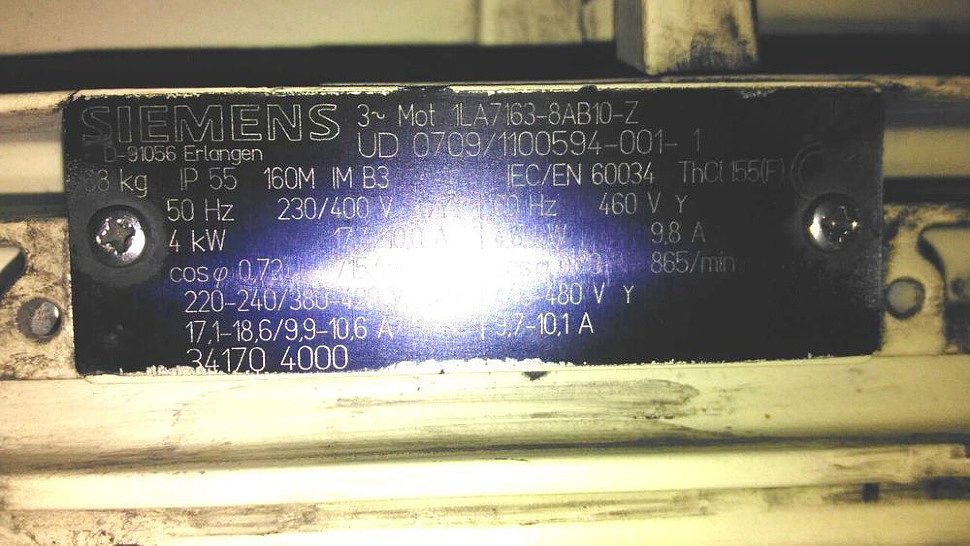 SIEMENS 3~ Mot 1LA7163-8AB10-Z
D-91056 Erlangen UD 0709/1100594-001- 1
kg IP 55 160M IM B3 IEC/EN 60034 ThCl 155(F)
50 Hz 230/400 V Hz 460 V Y
4 kW A W 9,8 A
cos φ 865/min
220-240/380- 480 V Y
17,1-18,6/9,9-10,6 A 9,7-10,1 A
34170 4000